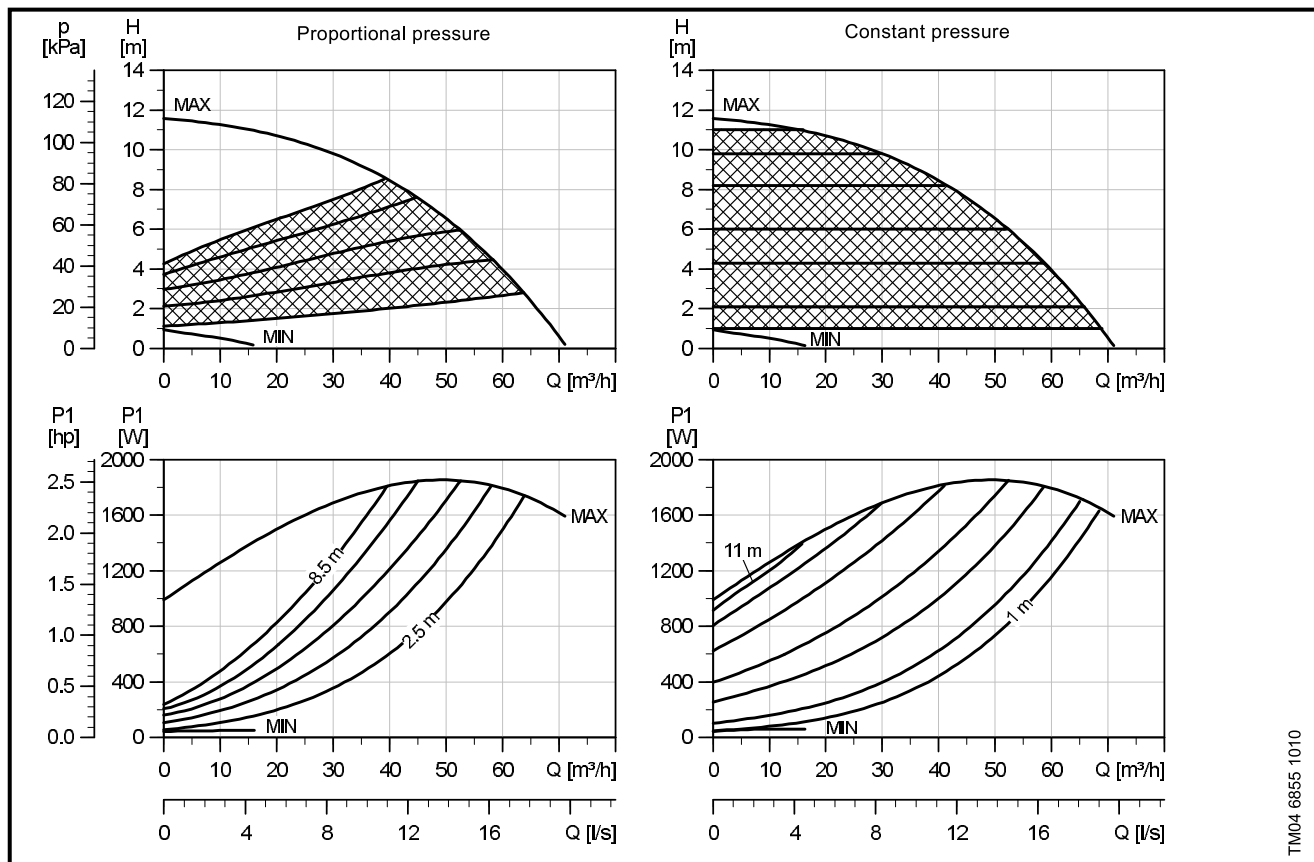 p H Proportional pressure H Constant pressure
[kPa] [m] [m]
14 14
120 12 MAX 12 MAX
100 10 10
80 8 8
60 6 6
40 4 4
20 2 2
0 0 MIN 0 MIN
0 10 20 30 40 50 60 Q [m³/h] 0 10 20 30 40 50 60 Q [m³/h]
P1 P1 P1
[hp] [W] [W]
2000 2000
2.5
1600 MAX 1600 MAX
2.0
1200 8.5 m 1200 11 m
1.5
800 800
1.0 2.5 m 1 m
400 400
0.5
0.0 0 MIN 0 MIN
0 10 20 30 40 50 60 Q [m³/h] 0 10 20 30 40 50 60 Q [m³/h]
0 4 8 12 16 Q [l/s] 0 4 8 12 16 Q [l/s]
TM04 6855 1010